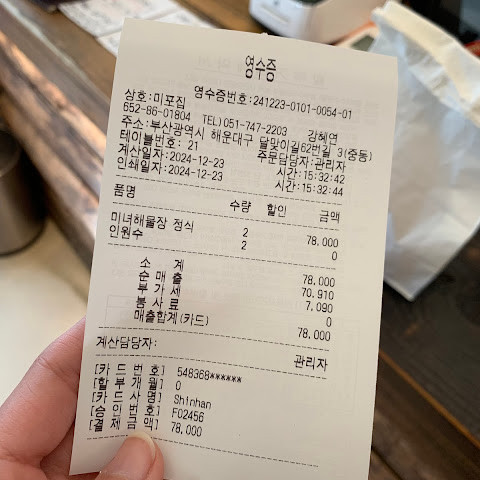 영수증
영수증번호:241223-0101-0054-01
상호:미포집
652-86-01804 TEL)051-747-2203 강혜연
주소:부산광역시 해운대구 달맞이길62번길 3(중동)
테이블번호: 21 주문담당자:관리자
계산일자:2024-12-23 시간:15:32:42
인쇄일자:2024-12-23 시간:15:32:44
품명 수량 할인 금액
미녀해물장 정식 2 78,000
인원수 2 0
소 계 78,000
순 매 출 70,910
부 가 세 7,090
봉 사 료 0
매출합계(카드) 78,000
계산담당자: 관리자
[카 드 번 호] 548368******
[할 부 개 월] 0
[카 드 사 명] Shinhan
[승 인 번 호] F02456
[결 제 금 액] 78,000